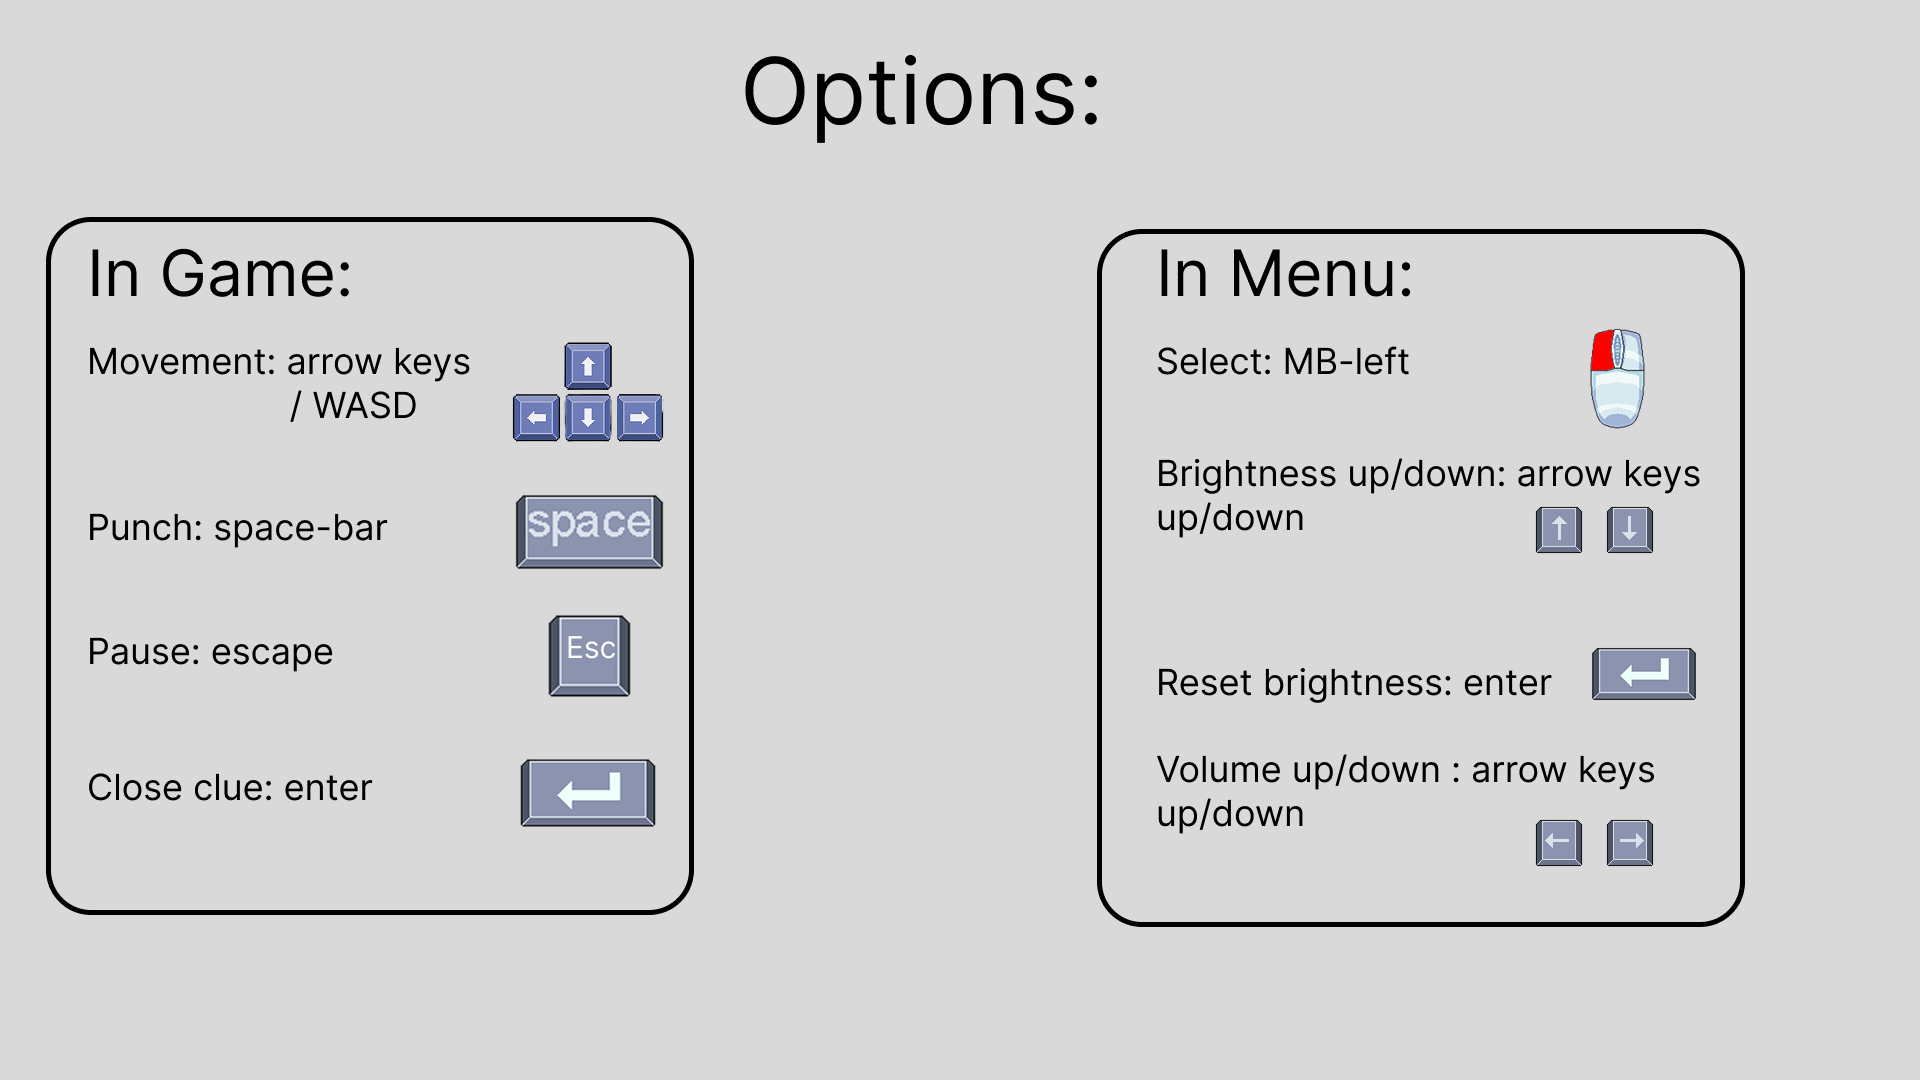 Options:
In Game:
Movement: arrow keys
/ WASD
Punch: space-bar
space
Pause: escape
Esc
Close clue: enter
In Menu:
Select: MB-left
Brightness up/down: arrow keys
up/down
Reset brightness: enter
Volume up/down : arrow keys
up/down